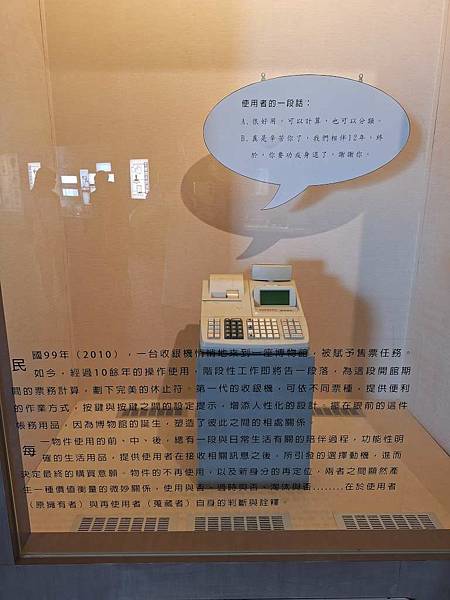 使用者的一段話：
A.很好用，可以計算，也可以分類。
B.真是辛苦你了，我們相伴12年，終
於，你要功成身退了，謝謝你。
民國99年（2010），一台收銀機悄悄地來到一座博物館，被賦予售票任務。
如今，經過10餘年的操作使用，階段性工作即將告一段落，為這段開館期
間的票務計算，劃下完美的休止符。第一代的收銀機，可依不同票種，提供便利
的作業方式，按鍵與按鍵之間的設定提示，增添人性化的設計。擺在眼前的這件
帳務用品，因為博物館的誕生，塑造了彼此之間的相處關係。
每一物件使用的前、中、後，總有一段與日常生活有關的陪伴過程，功能性明
確的生活用品，提供使用者在接收相關訊息之後，所引發的選擇動機，進而
決定最終的購買意願。物件的不再使用，以及新身分的再定位，兩者之間顯然產
生一種價值衡量的微妙關係，使用與否、過時與否、淘汰與否........在於使用者
（原擁有者）與再使用者（蒐藏者）自身的判斷與詮釋。